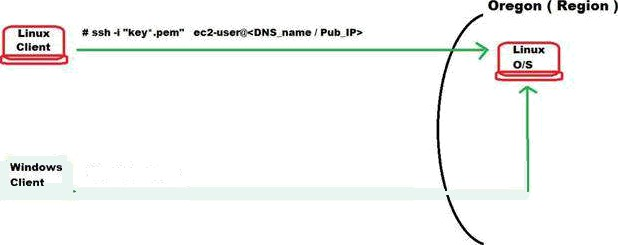 Oregon ( Region )
Linux
Client
# ssh -i "key*.pem" ec2-user@<DNS_name / Pub_IP>
Linux
O/S
Windows
Client